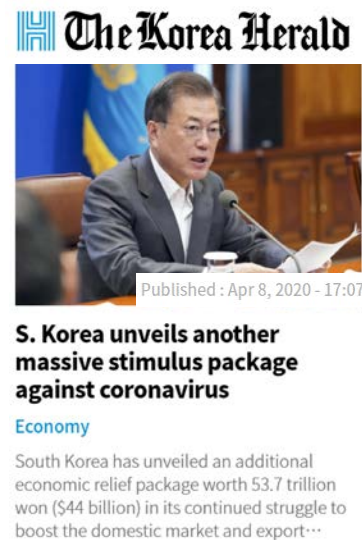 The Korea Herald
Published : Apr 8, 2020 - 17:07
S. Korea unveils another
massive stimulus package
against coronavirus
Economy
South Korea has unveiled an additional
economic relief package worth 53.7 trillion
won ($44 billion) in its continued struggle to
boost the domestic market and export…